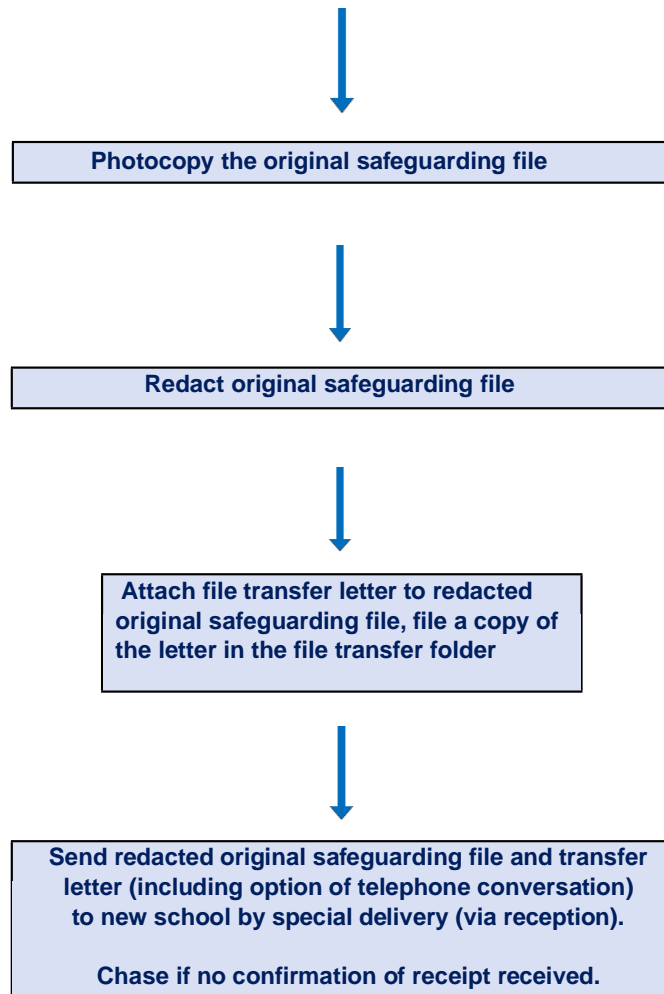 Photocopy the original safeguarding file
Redact original safeguarding file
Attach file transfer letter to redacted
original safeguarding file, file a copy of
the letter in the file transfer folder
Send redacted original safeguarding file and transfer
letter (including option of telephone conversation)
to new school by special delivery (via reception).
Chase if no confirmation of receipt received.